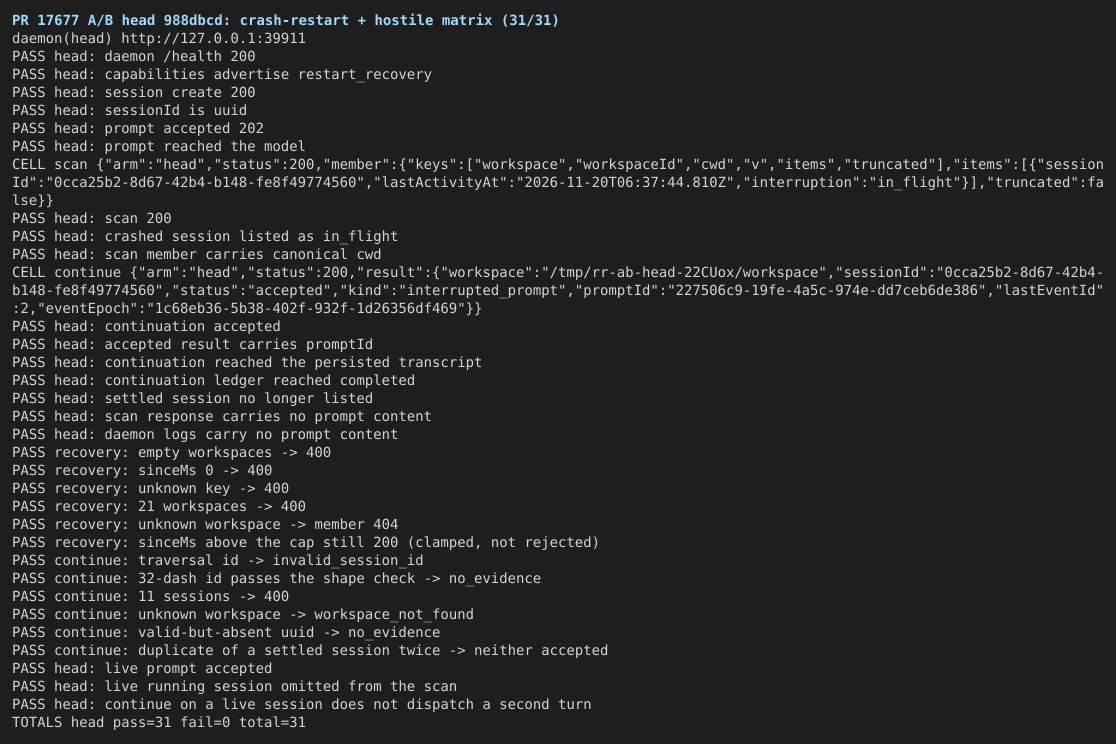 PR 17677 A/B head 988dbcd: crash-restart + hostile matrix (31/31)
daemon(head) http://127.0.0.1:39911
PASS head: daemon /health 200
PASS head: capabilities advertise restart_recovery
PASS head: session create 200
PASS head: sessionId is uuid
PASS head: prompt accepted 202
PASS head: prompt reached the model
CELL scan {"arm":"head","status":200,"member":{"keys":["workspace","workspaceId","cwd","v","items","truncated"],"items":[{"session
Id":"0cca25b2-8d67-42b4-b148-fe8f49774560","lastActivityAt":"2026-11-20T06:37:44.810Z","interruption":"in_flight"}],"truncated":fa
lse}}
PASS head: scan 200
PASS head: crashed session listed as in_flight
PASS head: scan member carries canonical cwd
CELL continue {"arm":"head","status":200,"result":{"workspace":"/tmp/rr-ab-head-22CUox/workspace","sessionId":"0cca25b2-8d67-42b4-
b148-fe8f49774560","status":"accepted","kind":"interrupted_prompt","promptId":"227506c9-19fe-4a5c-974e-dd7ceb6de386","lastEventId"
:2,"eventEpoch":"1c68eb36-5b38-402f-932f-1d26356df469"}}
PASS head: continuation accepted
PASS head: accepted result carries promptId
PASS head: continuation reached the persisted transcript
PASS head: continuation ledger reached completed
PASS head: settled session no longer listed
PASS head: scan response carries no prompt content
PASS head: daemon logs carry no prompt content
PASS recovery: empty workspaces -> 400
PASS recovery: sinceMs 0 -> 400
PASS recovery: unknown key -> 400
PASS recovery: 21 workspaces -> 400
PASS recovery: unknown workspace -> member 404
PASS recovery: sinceMs above the cap still 200 (clamped, not rejected)
PASS continue: traversal id -> invalid_session_id
PASS continue: 32-dash id passes the shape check -> no_evidence
PASS continue: 11 sessions -> 400
PASS continue: unknown workspace -> workspace_not_found
PASS continue: valid-but-absent uuid -> no_evidence
PASS continue: duplicate of a settled session twice -> neither accepted
PASS head: live prompt accepted
PASS head: live running session omitted from the scan
PASS head: continue on a live session does not dispatch a second turn
TOTALS head pass=31 fail=0 total=31